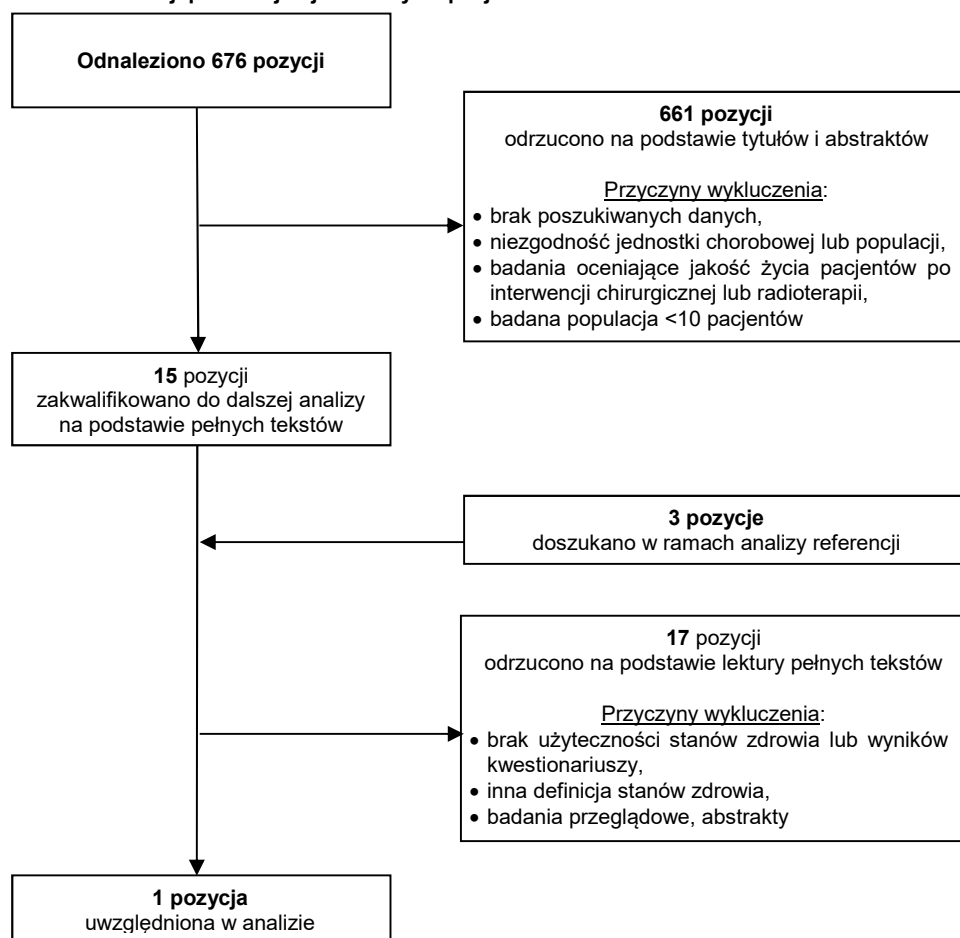 Odnaleziono 676 pozycji
661 pozycji
odrzucono na podstawie tytułów i abstraktów
Przyczyny wykluczenia:
• brak poszukiwanych danych,
• niezgodność jednostki chorobowej lub populacji,
• badania oceniające jakość życia pacjentów po
interwencji chirurgicznej lub radioterapii,
• badana populacja <10 pacjentów
15 pozycji
zakwalifikowano do dalszej analizy
na podstawie pełnych tekstów
3 pozycje
doszukano w ramach analizy referencji
17 pozycji
odrzucono na podstawie lektury pełnych tekstów
Przyczyny wykluczenia:
• brak użyteczności stanów zdrowia lub wyników
kwestionariuszy,
• inna definicja stanów zdrowia,
• badania przeglądowe, abstrakty
1 pozycja
uwzględniona w analizie